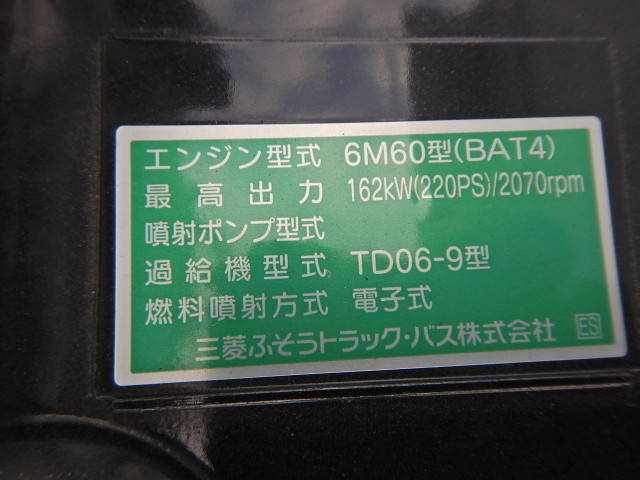 エンジン型式 6M60型(BAT4)
最高出力 162kW(220PS)/2070rpm
噴射ポンプ型式
過給機型式 TD06-9型
燃料噴射方式 電子式
三菱ふそうトラック・バス株式会社 ES